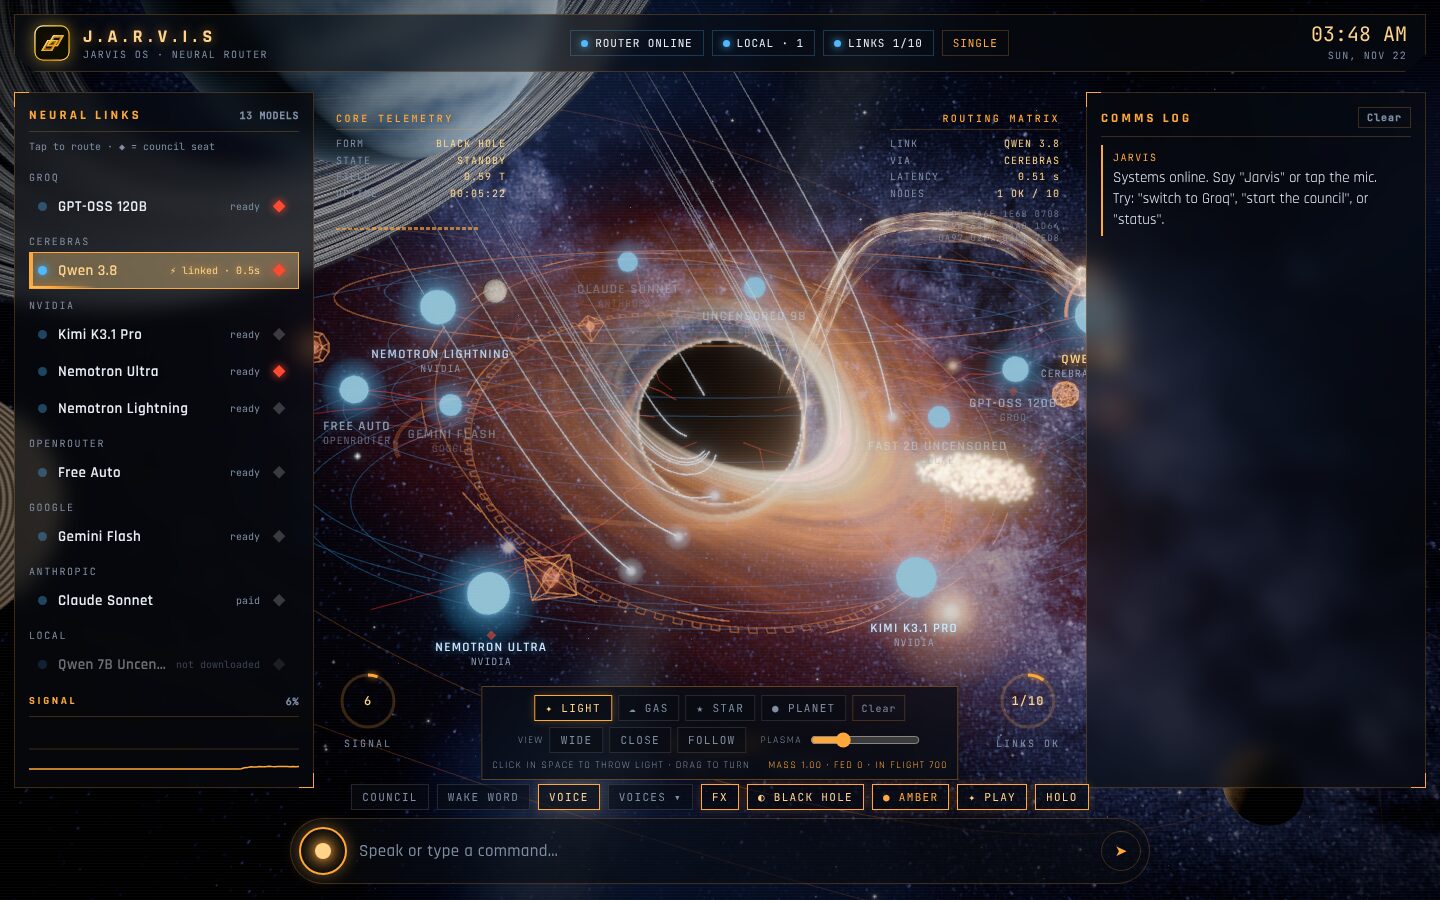 J.A.R.V.I.S
JARVIS OS · NEURAL ROUTER
ROUTER ONLINE
LOCAL · 1
LINKS 1/10
SINGLE
03:48 AM
SUN, NOV 22
NEURAL LINKS
13 MODELS
Tap to route · ◆ = council seat
GROQ
GPT-OSS 120B ready
CEREBRAS
Qwen 3.8 ⚡ linked · 0.5s
NVIDIA
Kimi K3.1 Pro ready
Nemotron Ultra ready
Nemotron Lightning ready
OPENROUTER
Free Auto ready
GOOGLE
Gemini Flash ready
ANTHROPIC
Claude Sonnet paid
LOCAL
Qwen 7B Uncen... not downloaded
SIGNAL 6%
CORE TELEMETRY
FORM BLACK HOLE
STATE STANDBY
FIELD 0.59 T
UPTIME 00:05:22
ROUTING MATRIX
LINK QWEN 3.8
VIA CEREBRAS
LATENCY 0.51 s
NODES 1 OK / 10
CLAUDE SONNET
ANTHROPIC
UNCENSORED 9B
NEMOTRON LIGHTNING
NVIDIA
FREE AUTO
OPENROUTER
GEMINI FLASH
GOOGLE
QWE
CEREBRA
GPT-OSS 120B
GROQ
FAST 2B UNCENSORED
NEMOTRON ULTRA
NVIDIA
KIMI K3.1 PRO
NVIDIA
6
SIGNAL
1/10
LINKS OK
✦ LIGHT
☁ GAS
★ STAR
● PLANET
Clear
VIEW
WIDE
CLOSE
FOLLOW
PLASMA
CLICK IN SPACE TO THROW LIGHT · DRAG TO TURN
MASS 1.00 · FED 0 · IN FLIGHT 700
COUNCIL
WAKE WORD
VOICE
VOICES ▾
FX
◐ BLACK HOLE
● AMBER
✦ PLAY
HOLO
Speak or type a command...
COMMS LOG
Clear
JARVIS
Systems online. Say "Jarvis" or tap the mic.
Try: "switch to Groq", "start the council", or
"status".